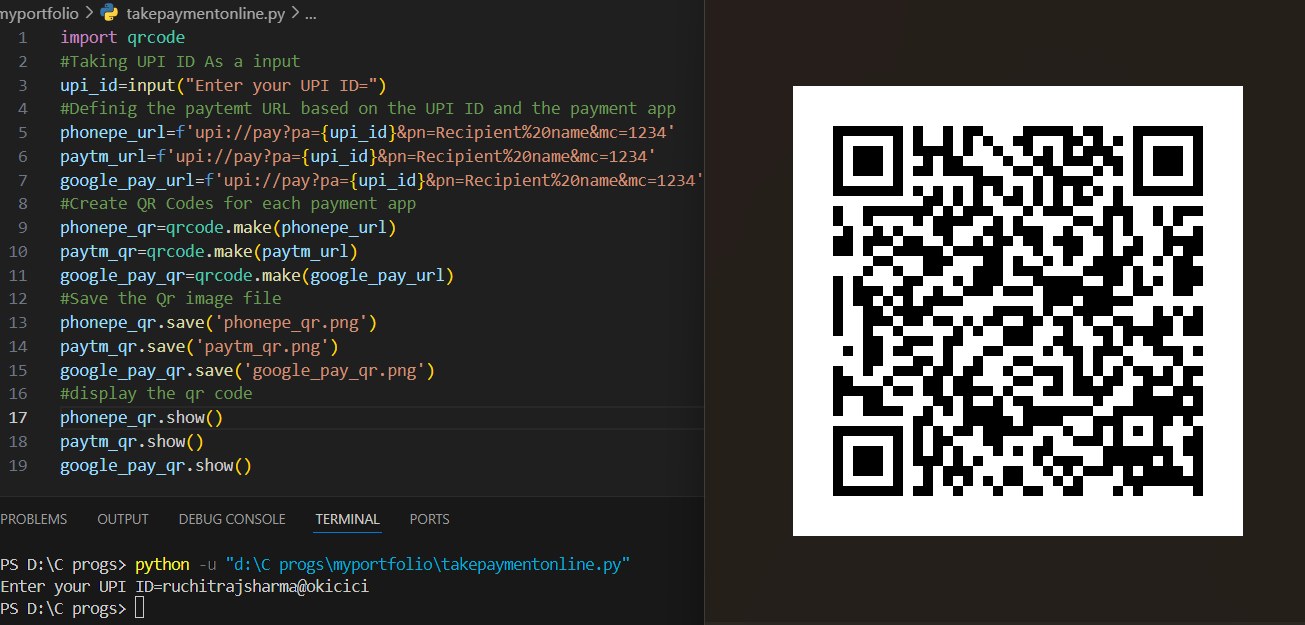 myportfolio > takepaymentonline.py > ...
1 import qrcode
2 #Taking UPI ID As a input
3 upi_id=input("Enter your UPI ID=")
4 #Definig the paytemt URL based on the UPI ID and the payment app
5 phonepe_url=f'upi://pay?pa={upi_id}&pn=Recipient%20name&mc=1234'
6 paytm_url=f'upi://pay?pa={upi_id}&pn=Recipient%20name&mc=1234'
7 google_pay_url=f'upi://pay?pa={upi_id}&pn=Recipient%20name&mc=1234'
8 #Create QR Codes for each payment app
9 phonepe_qr=qrcode.make(phonepe_url)
10 paytm_qr=qrcode.make(paytm_url)
11 google_pay_qr=qrcode.make(google_pay_url)
12 #Save the Qr image file
13 phonepe_qr.save('phonepe_qr.png')
14 paytm_qr.save('paytm_qr.png')
15 google_pay_qr.save('google_pay_qr.png')
16 #display the qr code
17 phonepe_qr.show()
18 paytm_qr.show()
19 google_pay_qr.show()
PROBLEMS OUTPUT DEBUG CONSOLE TERMINAL PORTS
PS D:\C progs> python -u "d:\C progs\myportfolio\takepaymentonline.py"
Enter your UPI ID=ruchitrajsharma@okicici
PS D:\C progs>